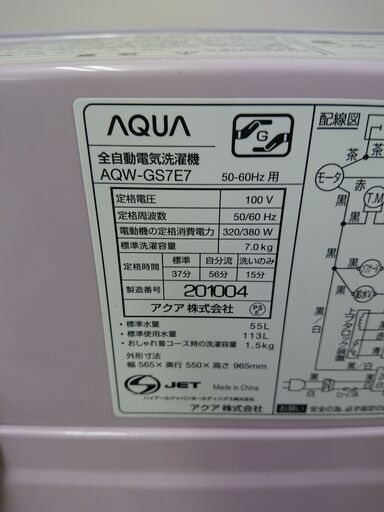 AQUA
G
全自動電気洗濯機
AQW-GS7E7 50-60Hz 用
定格電圧 100 V
定格周波数 50/60 Hz
電動機の定格消費電力 320/380 W
標準洗濯容量 7.0kg
定格時間 標準 自分流 洗いのみ
37分 56分 15分
製造番号 201004
アクア 株式会社
PSE
・標準水量 55L
・標準使用水量 113L
・おしゃれ着コース時の洗濯容量 1.5kg
外形寸法
幅 565× 奥行 550× 高さ 965mm
JET
Made in China
ハイアールジャパンホールディングス株式会社
アクア 株式会社
配線図
茶
茶
モータ
赤
T.M
黒
黒
黒
黒
白
黒/白